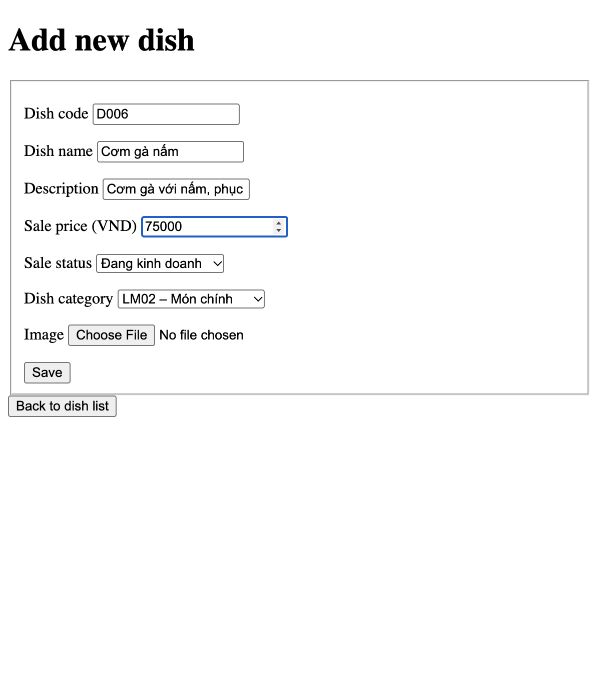 Add new dish
Dish code D006
Dish name Cơm gà nấm
Description Cơm gà với nấm, phục
Sale price (VND) 75000
Sale status Đang kinh doanh
Dish category LM02 – Món chính
Image Choose File No file chosen
Save
Back to dish list